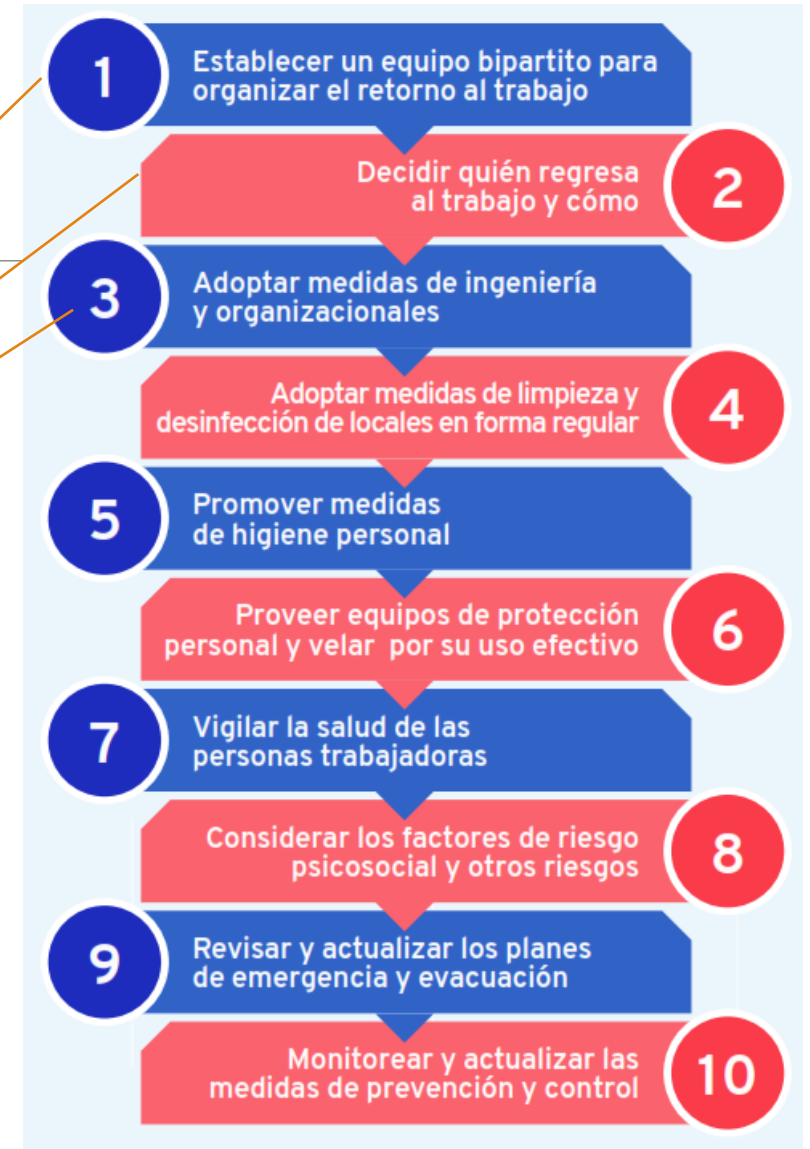 1
Establecer un equipo bipartito para
organizar el retorno al trabajo
Decidir quién regresa
al trabajo y cómo
2
3
Adoptar medidas de ingeniería
y organizacionales
Adoptar medidas de limpieza y
desinfección de locales en forma regular
4
5
Promover medidas
de higiene personal
Proveer equipos de protección
personal y velar por su uso efectivo
6
7
Vigilar la salud de las
personas trabajadoras
Considerar los factores de riesgo
psicosocial y otros riesgos
8
9
Revisar y actualizar los planes
de emergencia y evacuación
Monitorear y actualizar las
medidas de prevención y control
10